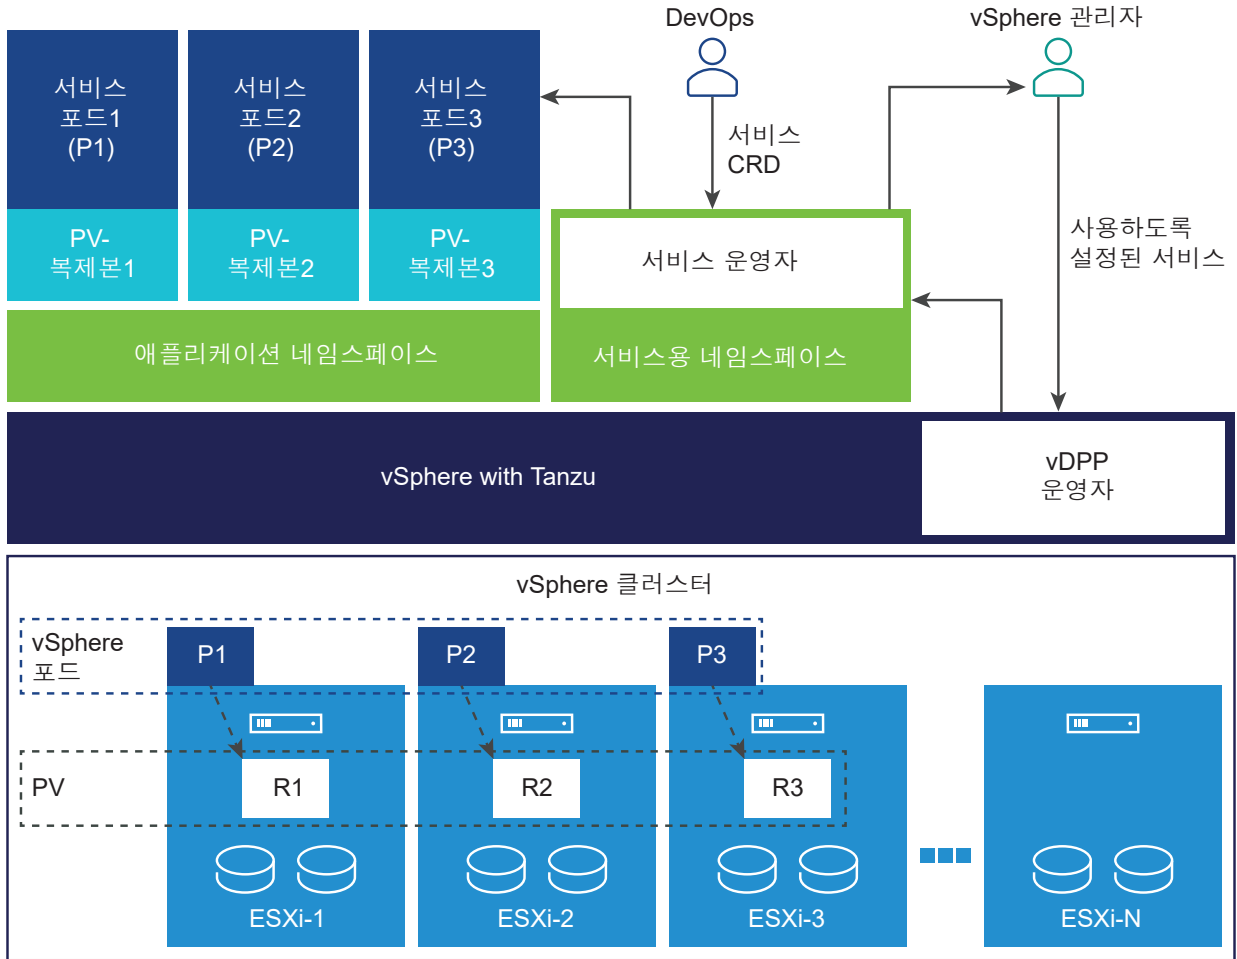 DevOps
vSphere 관리자
서비스
포드1
(P1)
서비스
포드2
(P2)
서비스
포드3
(P3)
서비스
CRD
PV-
복제본1
PV-
복제본2
PV-
복제본3
서비스 운영자
사용하도록
설정된 서비스
애플리케이션 네임스페이스
서비스용 네임스페이스
vSphere with Tanzu
vDPP
운영자
vSphere 클러스터
vSphere
포드
P1
P2
P3
PV
R1
R2
R3
ESXi-1
ESXi-2
ESXi-3
ESXi-N